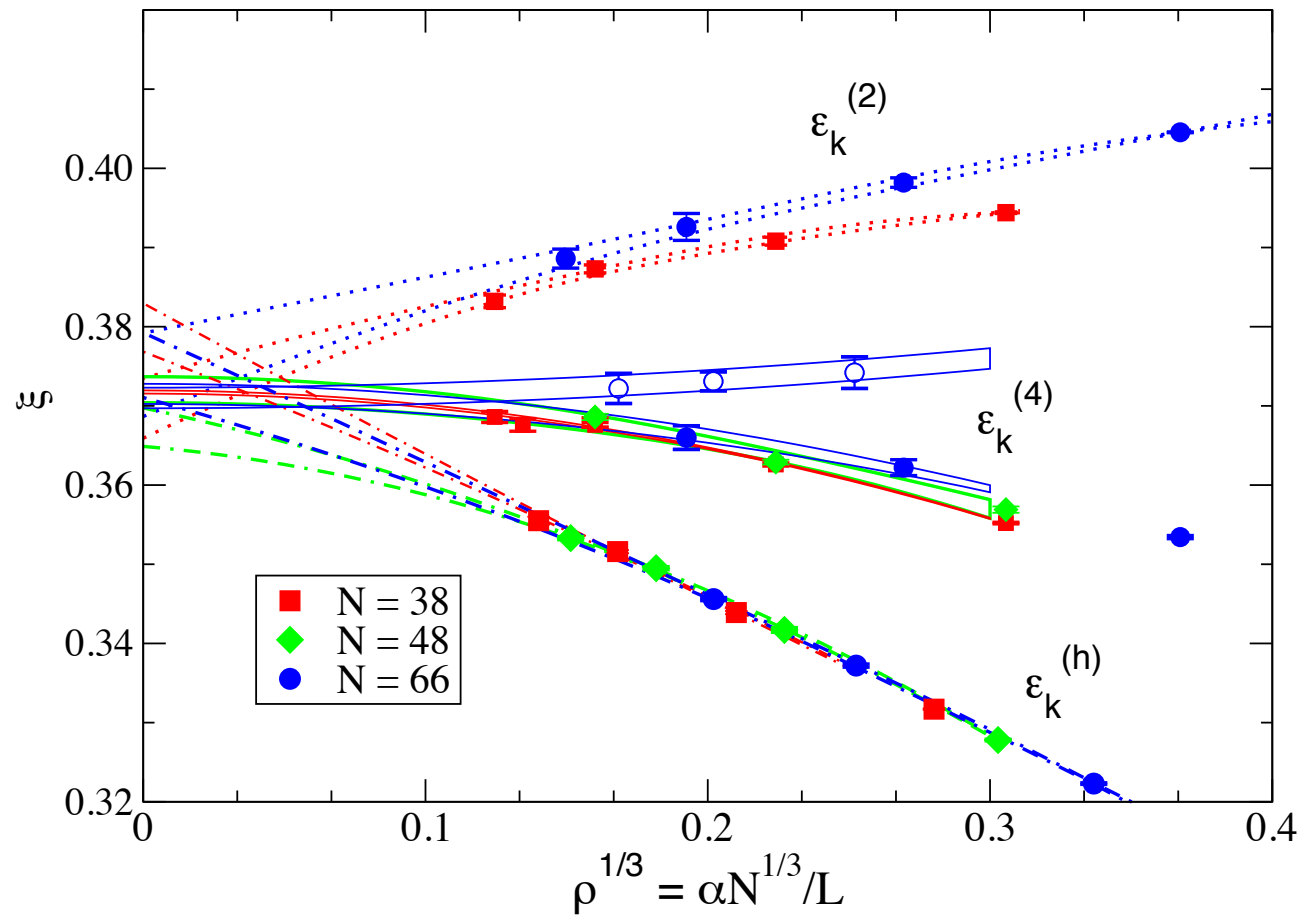 ε_k^(2)
0.40
0.38
ξ
ε_k^(4)
0.36
N = 38
N = 48
N = 66
0.34
ε_k^(h)
0.32
0 0.1 0.2 0.3 0.4
ρ^1/3 = αN^1/3/L